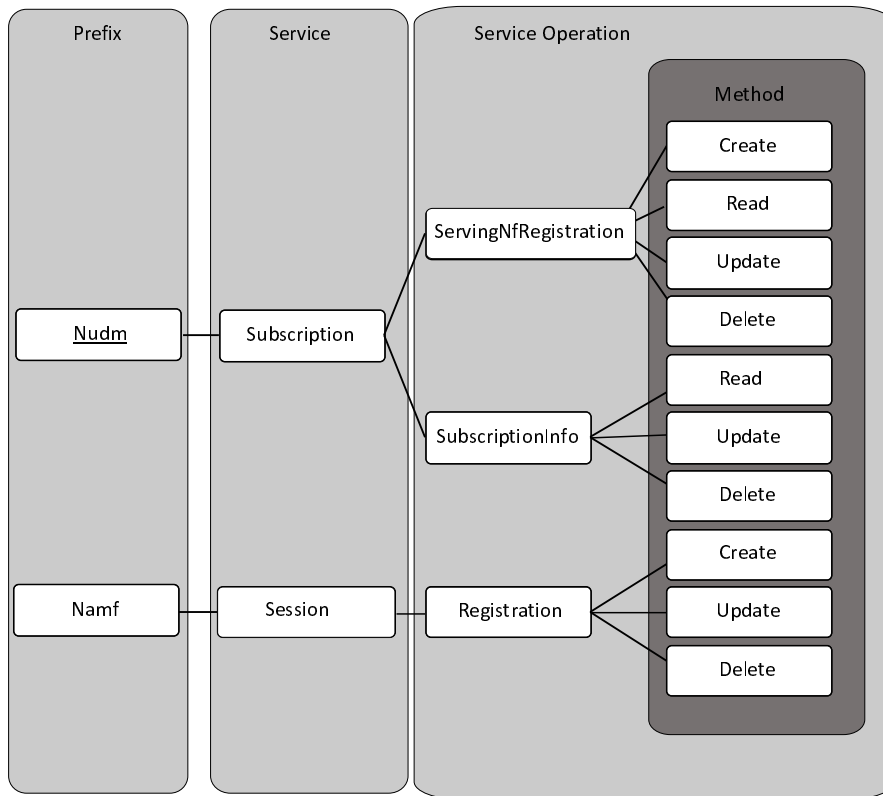 Prefix
Service
Service Operation
Method
Create
Read
ServingNfRegistration
Update
Delete
Nudm
Subscription
Read
SubscriptionInfo
Update
Delete
Create
Namf
Session
Registration
Update
Delete